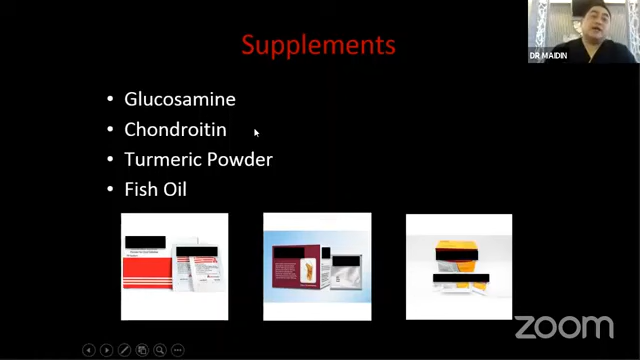 Supplements
DR MAIDIN
• Glucosamine
• Chondroitin
• Turmeric Powder
• Fish Oil
zoom